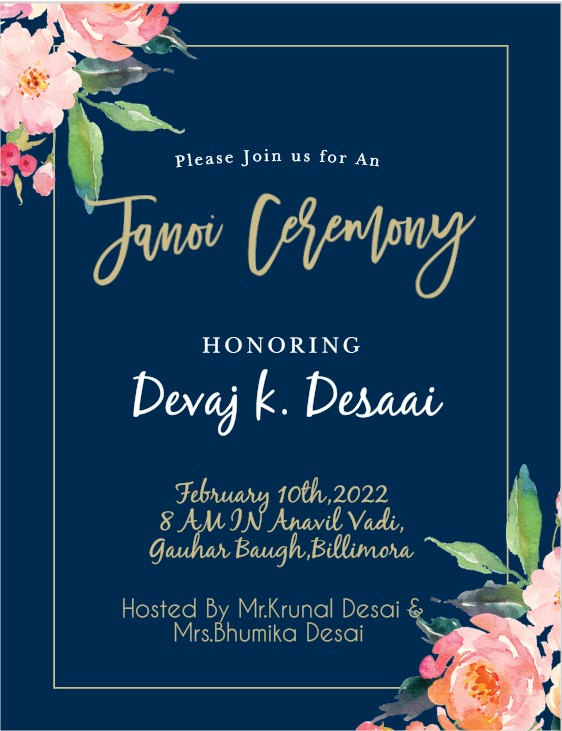 Please Join us for An
Janoi Ceremony
HONORING
Devaj k. Desaai
February 10th,2022
8 AM IN Anavil Vadi,
Gauhar Baugh,Billimora
Hosted By Mr.Krunal Desai &
Mrs.Bhumika Desai